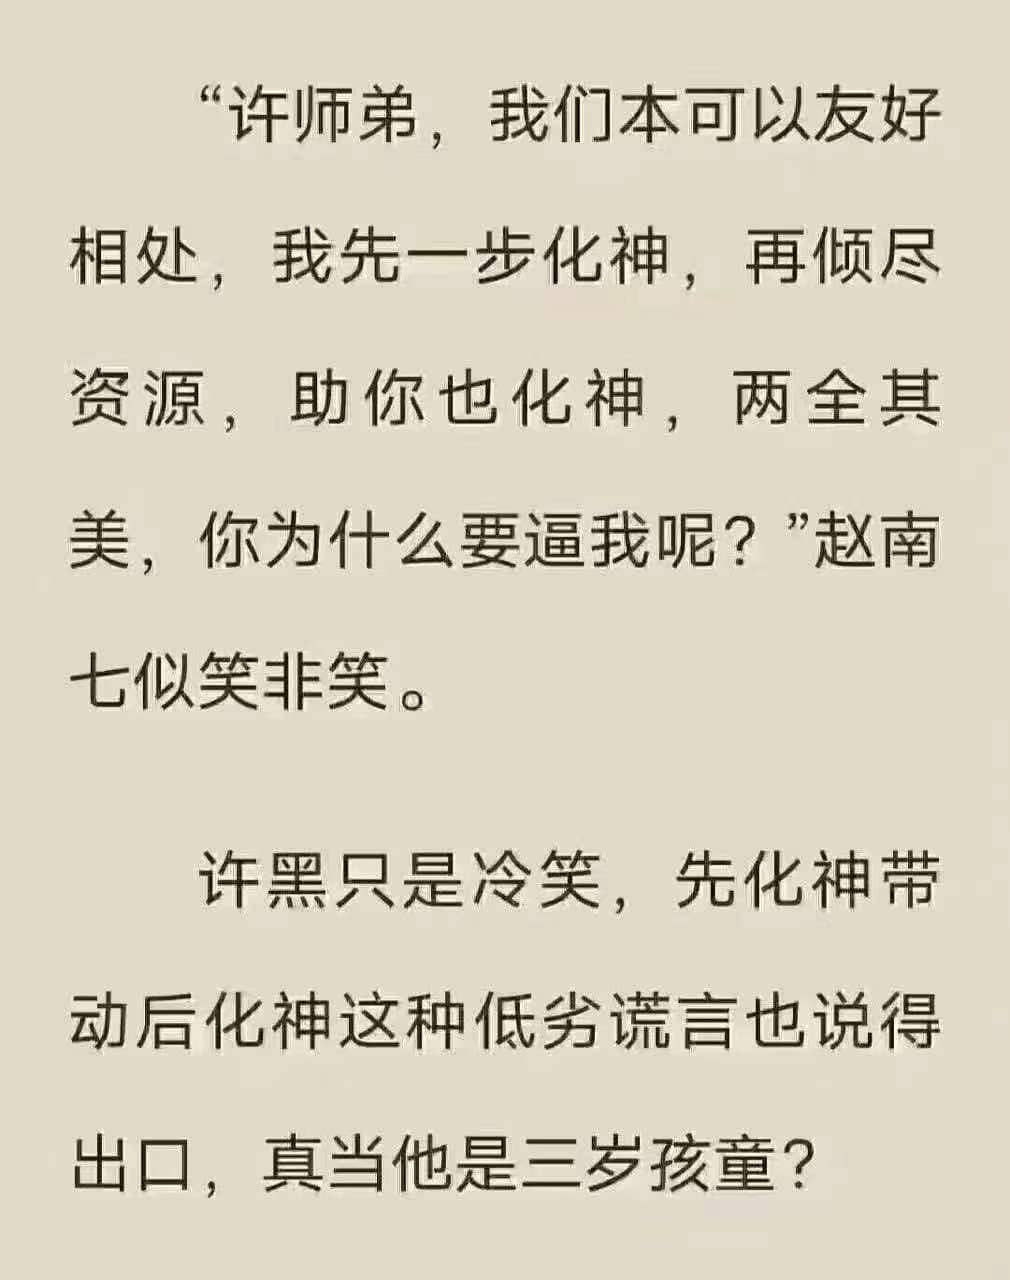 “许师弟，我们本可以友好
相处，我先一步化神，再倾尽
资源，助你也化神，两全其
美，你为什么要逼我呢？”赵南
七似笑非笑。
许黑只是冷笑，先化神带
动后化神这种低劣谎言也说得
出口，真当他是三岁孩童？